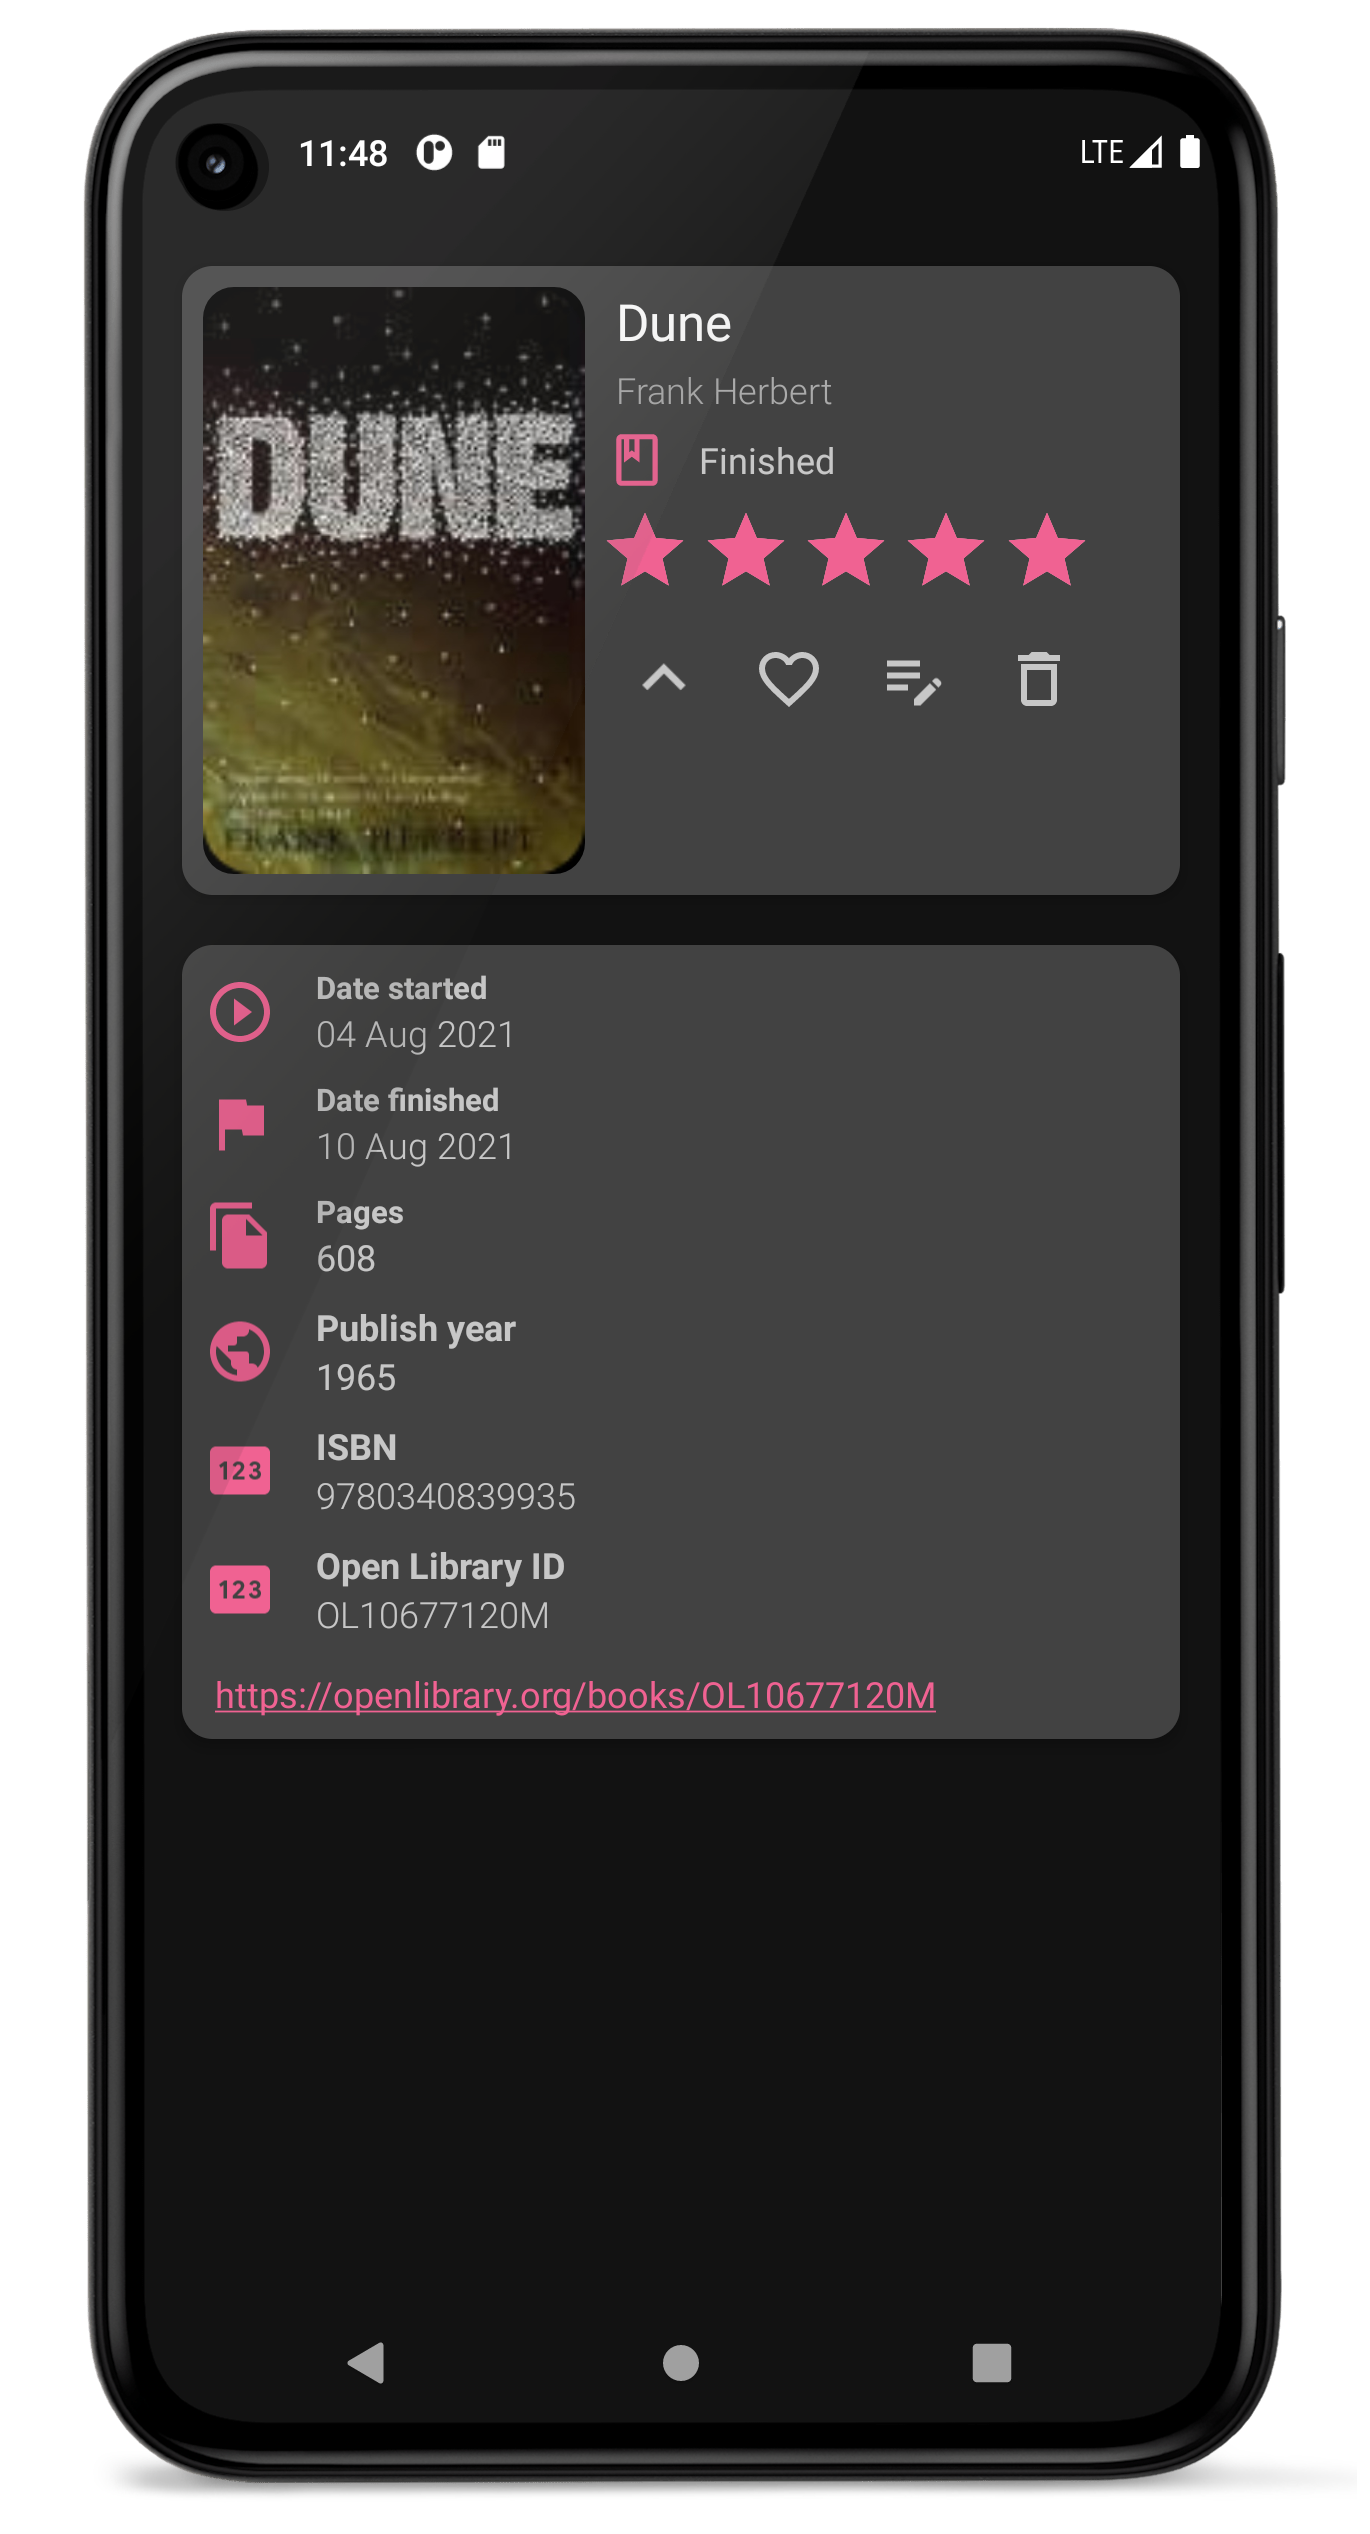 11:48
LTE
DUNE
FRANK HERBERT
Dune
Frank Herbert
Finished
Date started
04 Aug 2021
Date finished
10 Aug 2021
Pages
608
Publish year
1965
123
ISBN
9780340839935
123
Open Library ID
OL10677120M
https://openlibrary.org/books/OL10677120M